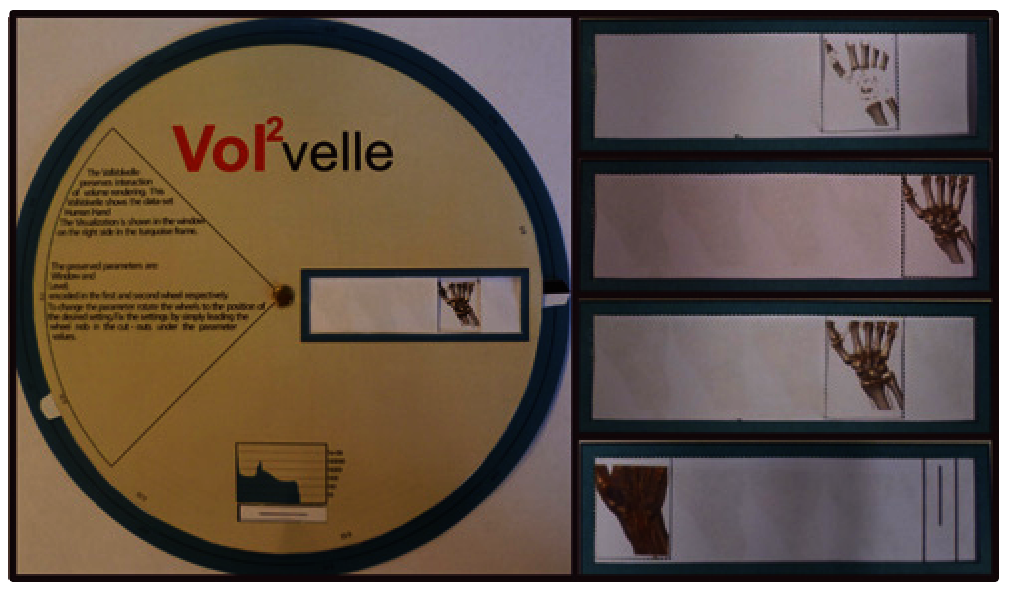 Vol²velle
The Vol²velle
preserves interaction
of volume rendering. This
Vol²velle shows the data set
Human Hand
The Visualization is shown in the window
on the right side in the turquoise frame.
The preserved parameters are
Window and
Level,
encoded in the first and second wheel respectively.
To change the parameter rotate the wheels to the position of
the desired setting.Fix the settings by simply leading the
wheel nob in the cut - outs under the parameter
values.